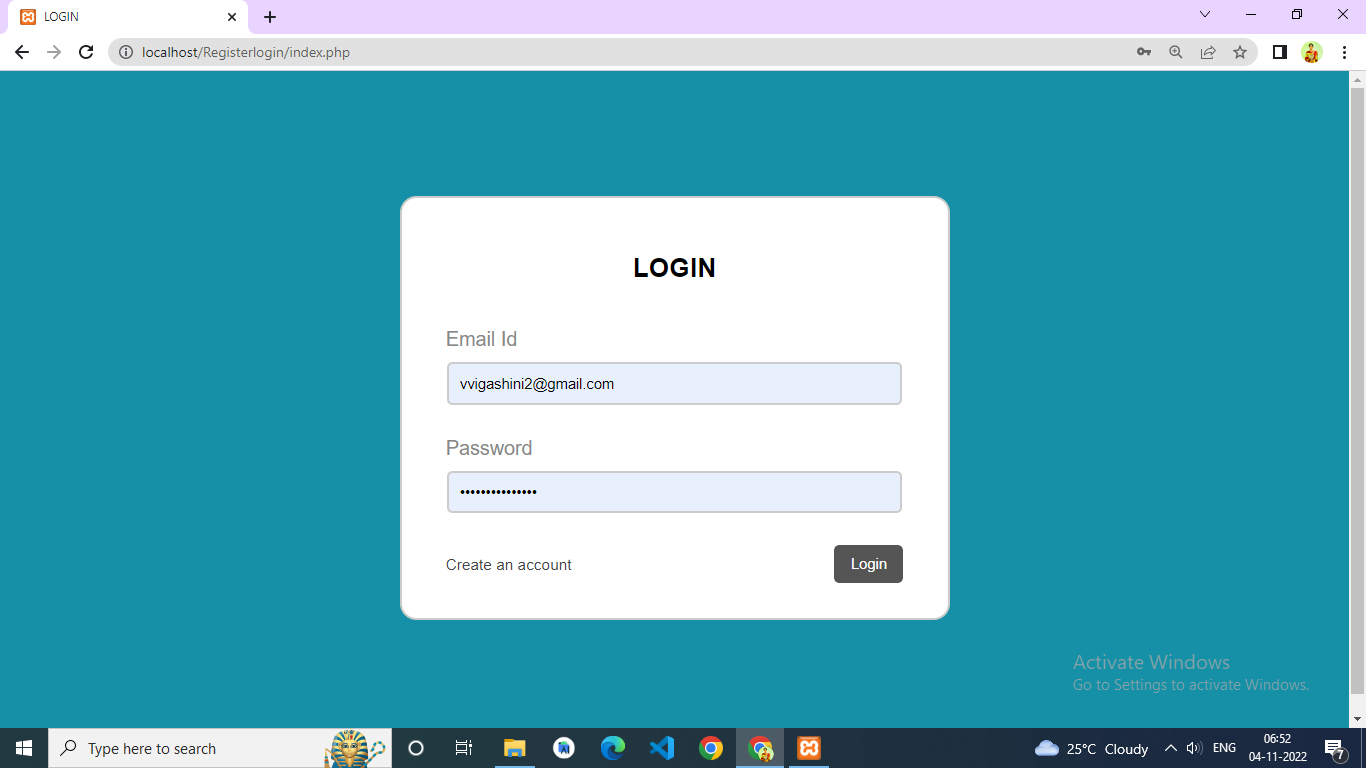 LOGIN
localhost/Registerlogin/index.php
LOGIN
Email Id
vvigashini2@gmail.com
Password
•••••••••••••••
Create an account
Login
Activate Windows
Go to Settings to activate Windows.
Type here to search
25°C Cloudy
ENG
06:52
04-11-2022
7